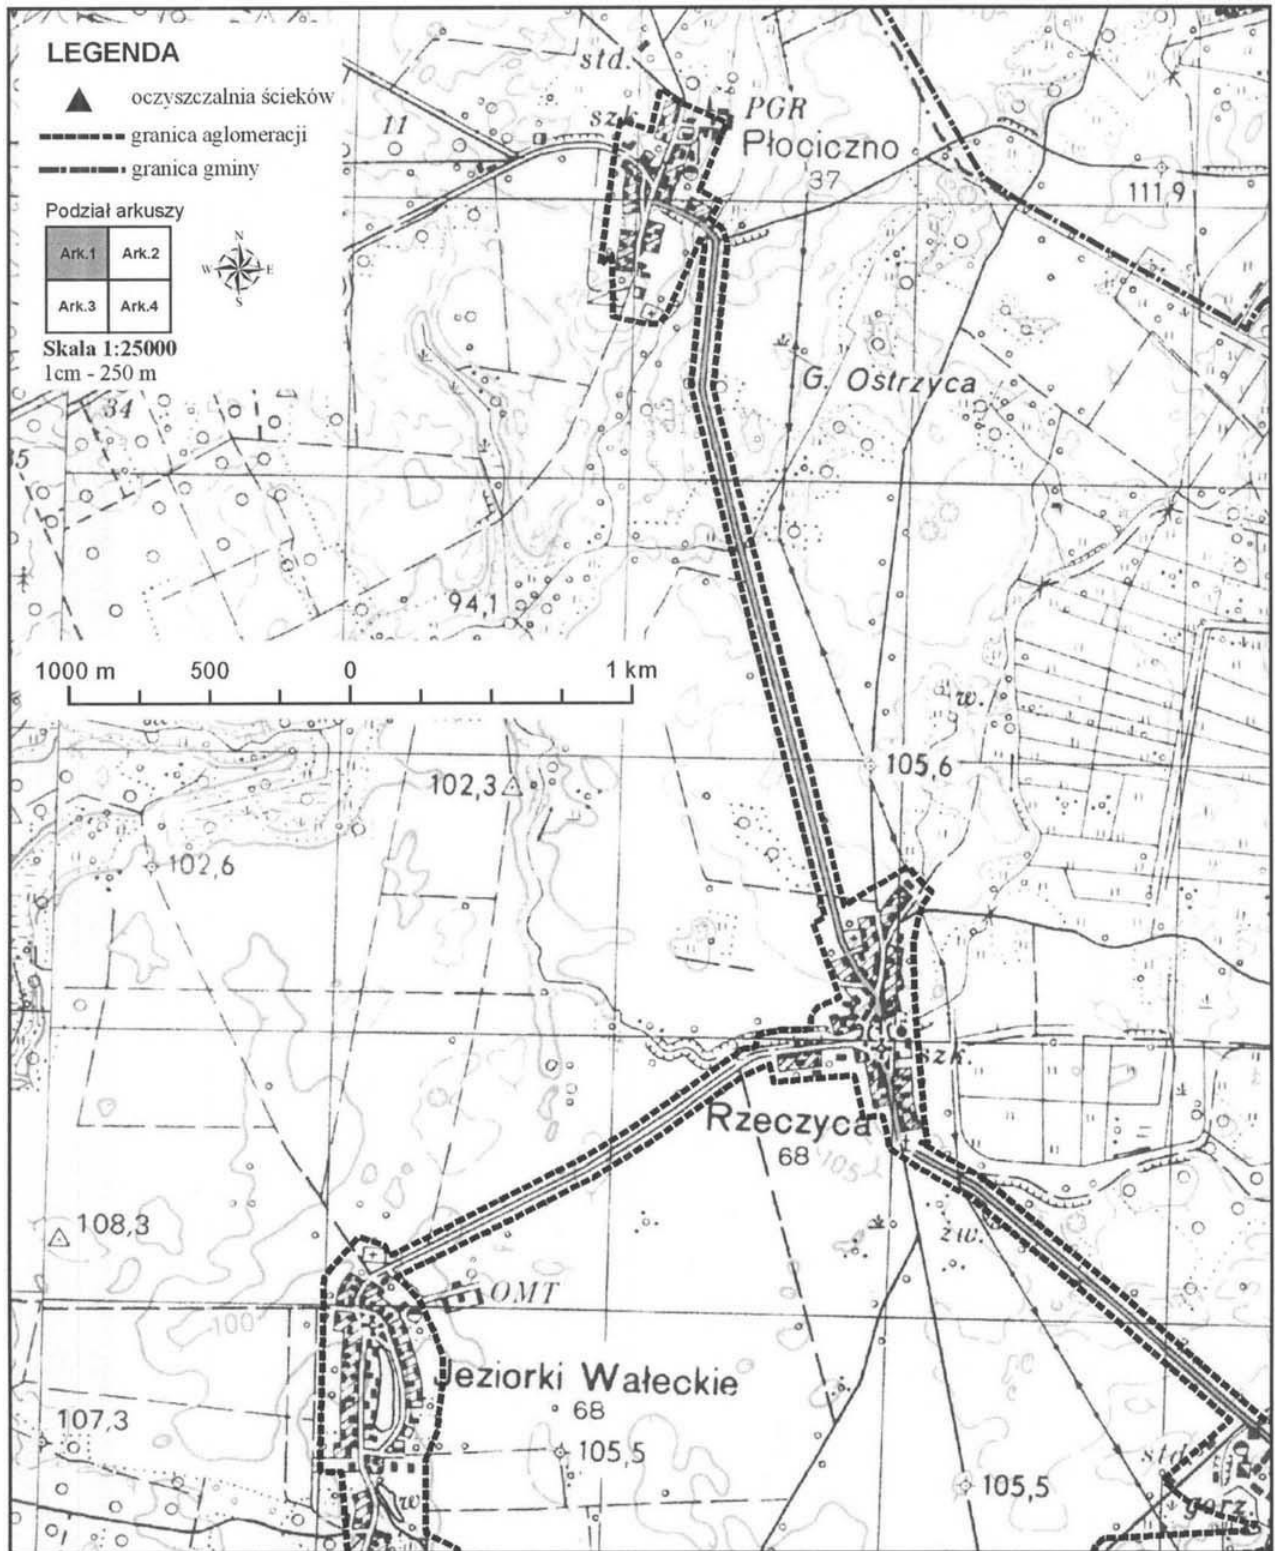 LEGENDA
oczyszczalnia ścieków
granica aglomeracji
granica gminy
Podział arkuszy
Ark.1 Ark.2
Ark.3 Ark.4
N
W E
S
Skala 1:25000
1cm - 250 m
std.
11
szk.
PGR
Płociczno
37
111,9
G. Ostrzyca
34
94,1
1000 m 500 0 1 km
w.
105,6
102,3
102,6
szk.
Rzeczyca
68
105
108,3
żw.
OMT
100
Jeziorki Wałeckie
68
107,3
105,5
std.
105,5
gorz.
w